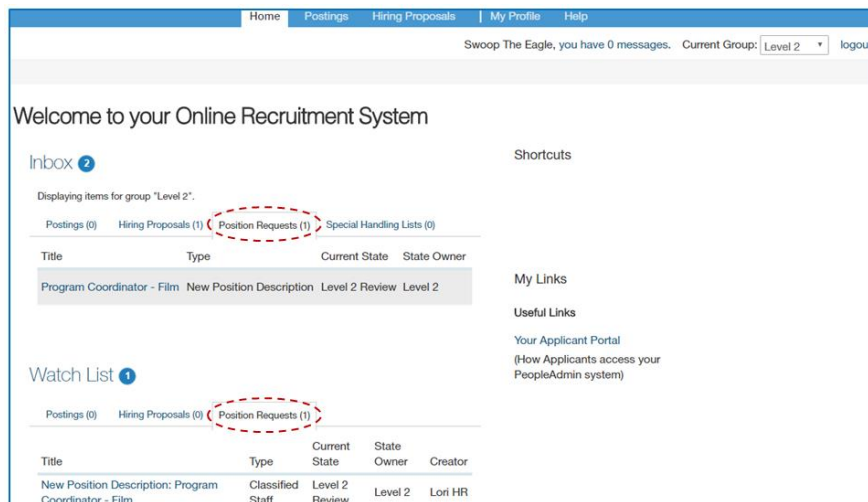 Home Postings Hiring Proposals My Profile Help
Swoop The Eagle, you have 0 messages. Current Group: Level 2
Welcome to your Online Recruitment System
Inbox 2
Displaying items for group "Level 2".
Postings (0) Hiring Proposals (1) Position Requests (1) Special Handling Lists (0)
Title Type Current State State Owner
Program Coordinator - Film New Position Description Level 2 Review Level 2
Shortcuts
My Links
Useful Links
Your Applicant Portal
(How Applicants access your
PeopleAdmin system)
Watch List 1
Postings (0) Hiring Proposals (0) Position Requests (1)
Current State
Title Type State Owner Creator
New Position Description: Program Classified Level 2
Coordinator - Film Staff Review Level 2 Lori HR